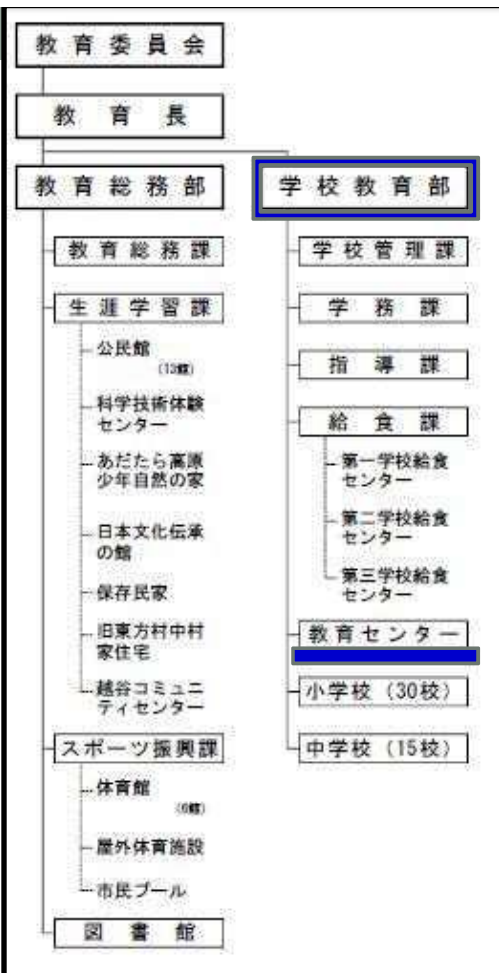 教育委員会
教育長
教育総務部
教育総務課
生涯学習課
公民館
(13館)
科学技術体験
センター
あだたら高原
少年自然の家
日本文化伝承
の館
保存民家
旧東方村中村
家住宅
越谷コミュニ
ティセンター
スポーツ振興課
体育館
(6館)
屋外体育施設
市民プール
図書館
学校教育部
学校管理課
学務課
指導課
給食課
第一学校給食
センター
第二学校給食
センター
第三学校給食
センター
教育センター
小学校（30校）
中学校（15校）